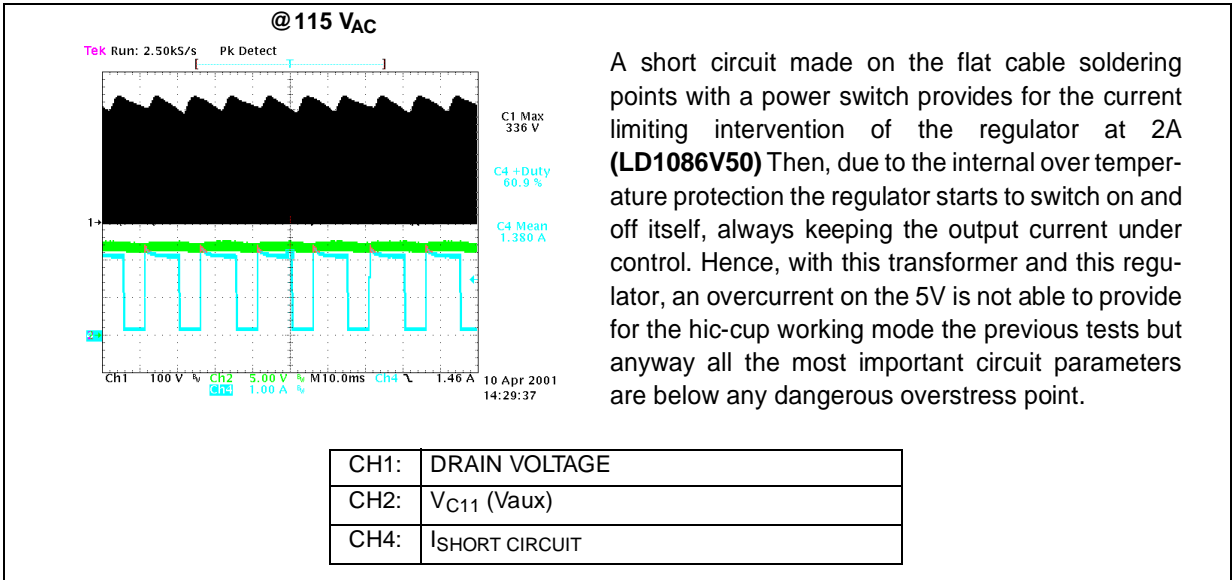 @115 VAC
Tek Run: 2.50kS/s Pk Detect
[ T ]
C1 Max
336 V
C4 +Duty
60.9 %
C4 Mean
1.380 A
1→
2
Ch1 100 V Ch2 5.00 V M10.0ms Ch4 1.46 A
Ch4 1.00 A
10 Apr 2001
14:29:37
A short circuit made on the flat cable soldering
points with a power switch provides for the current
limiting intervention of the regulator at 2A
(LD1086V50) Then, due to the internal over temper-
ature protection the regulator starts to switch on and
off itself, always keeping the output current under
control. Hence, with this transformer and this regu-
lator, an overcurrent on the 5V is not able to provide
for the hic-cup working mode the previous tests but
anyway all the most important circuit parameters
are below any dangerous overstress point.
CH1: DRAIN VOLTAGE
CH2: VC11 (Vaux)
CH4: ISHORT CIRCUIT